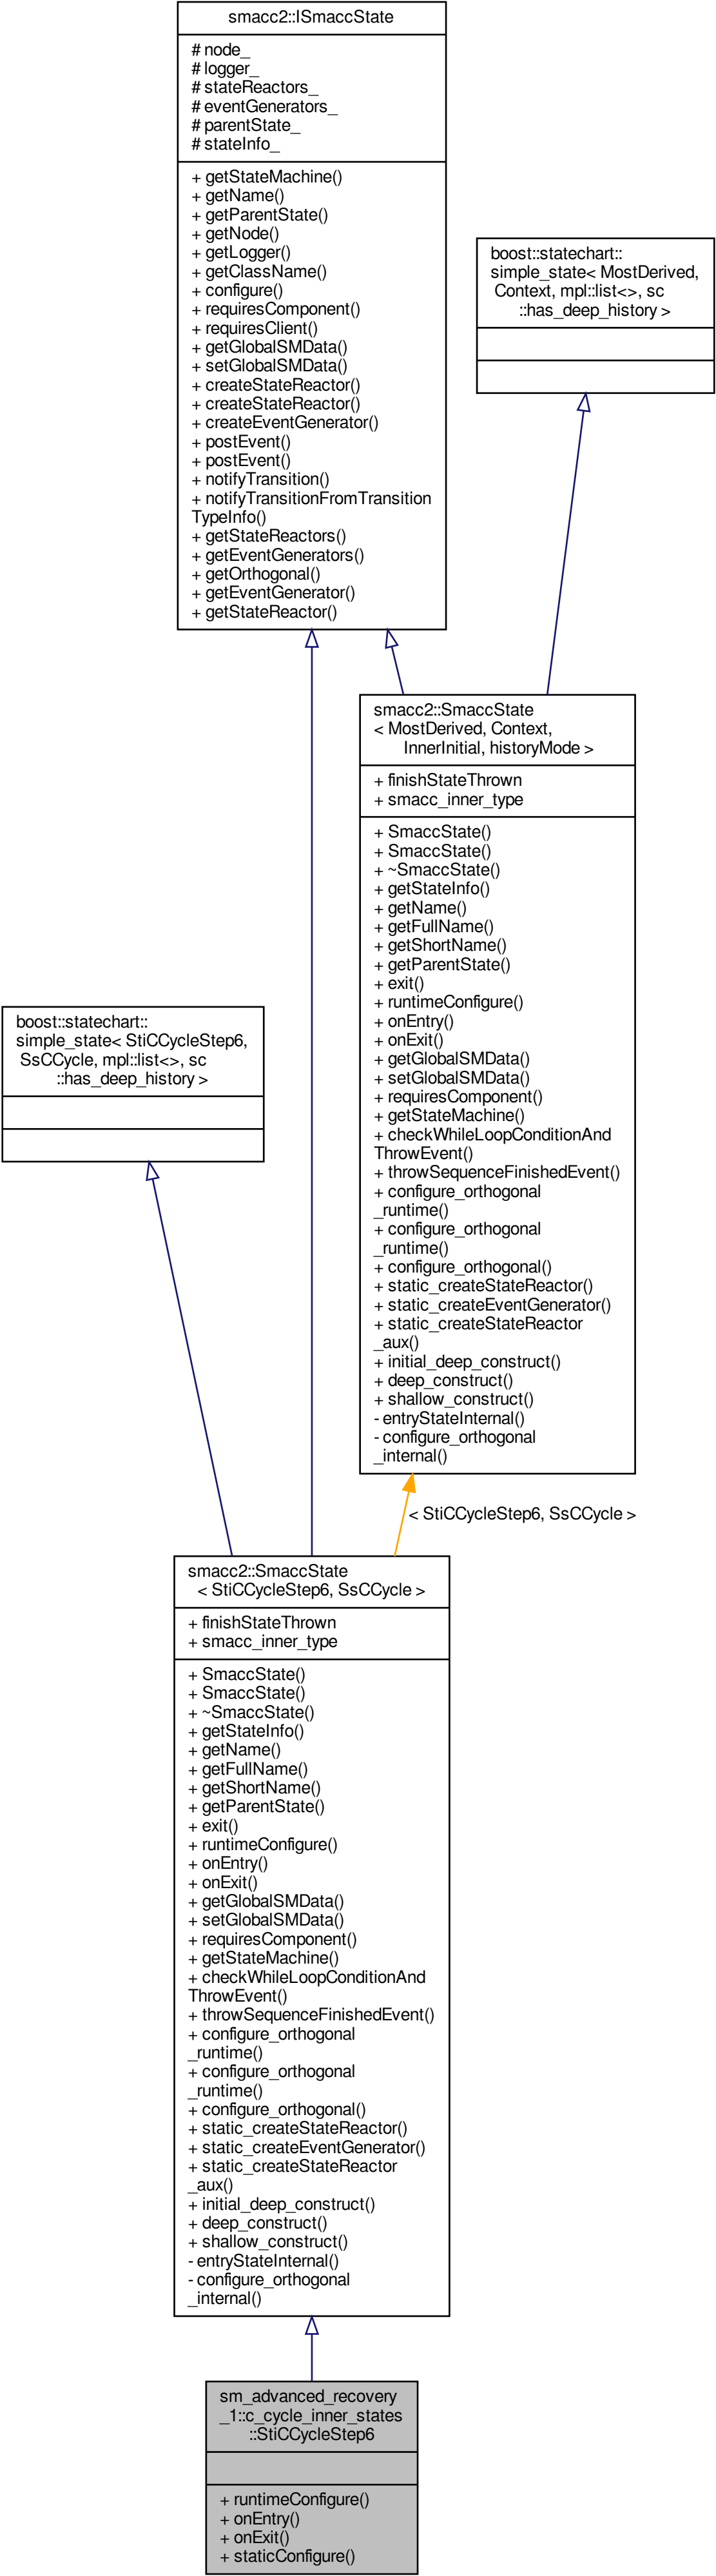 smacc2::ISmaccState
# node_
# logger_
# stateReactors_
# eventGenerators_
# parentState_
# stateInfo_
+ getStateMachine()
+ getName()
+ getParentState()
+ getNode()
+ getLogger()
+ getClassName()
+ configure()
+ requiresComponent()
+ requiresClient()
+ getGlobalSMData()
+ setGlobalSMData()
+ createStateReactor()
+ createStateReactor()
+ createEventGenerator()
+ postEvent()
+ postEvent()
+ notifyTransition()
+ notifyTransitionFromTransition
TypeInfo()
+ getStateReactors()
+ getEventGenerators()
+ getOrthogonal()
+ getEventGenerator()
+ getStateReactor()
boost::statechart::
simple_state< MostDerived,
Context, mpl::list<>, sc
::has_deep_history >
smacc2::SmaccState
< MostDerived, Context,
InnerInitial, historyMode >
+ finishStateThrown
+ smacc_inner_type
+ SmaccState()
+ SmaccState()
+ ~SmaccState()
+ getStateInfo()
+ getName()
+ getFullName()
+ getShortName()
+ getParentState()
+ exit()
+ runtimeConfigure()
+ onEntry()
+ onExit()
+ getGlobalSMData()
+ setGlobalSMData()
+ requiresComponent()
+ getStateMachine()
+ checkWhileLoopConditionAnd
ThrowEvent()
+ throwSequenceFinishedEvent()
+ configure_orthogonal
_runtime()
+ configure_orthogonal
_runtime()
+ configure_orthogonal()
+ static_createStateReactor()
+ static_createEventGenerator()
+ static_createStateReactor
_aux()
+ initial_deep_construct()
+ deep_construct()
+ shallow_construct()
- entryStateInternal()
- configure_orthogonal
_internal()
boost::statechart::
simple_state< StiCCycleStep6,
SsCCycle, mpl::list<>, sc
::has_deep_history >
< StiCCycleStep6, SsCCycle >
smacc2::SmaccState
< StiCCycleStep6, SsCCycle >
+ finishStateThrown
+ smacc_inner_type
+ SmaccState()
+ SmaccState()
+ ~SmaccState()
+ getStateInfo()
+ getName()
+ getFullName()
+ getShortName()
+ getParentState()
+ exit()
+ runtimeConfigure()
+ onEntry()
+ onExit()
+ getGlobalSMData()
+ setGlobalSMData()
+ requiresComponent()
+ getStateMachine()
+ checkWhileLoopConditionAnd
ThrowEvent()
+ throwSequenceFinishedEvent()
+ configure_orthogonal
_runtime()
+ configure_orthogonal
_runtime()
+ configure_orthogonal()
+ static_createStateReactor()
+ static_createEventGenerator()
+ static_createStateReactor
_aux()
+ initial_deep_construct()
+ deep_construct()
+ shallow_construct()
- entryStateInternal()
- configure_orthogonal
_internal()
sm_advanced_recovery
_1::c_cycle_inner_states
::StiCCycleStep6
+ runtimeConfigure()
+ onEntry()
+ onExit()
+ staticConfigure()